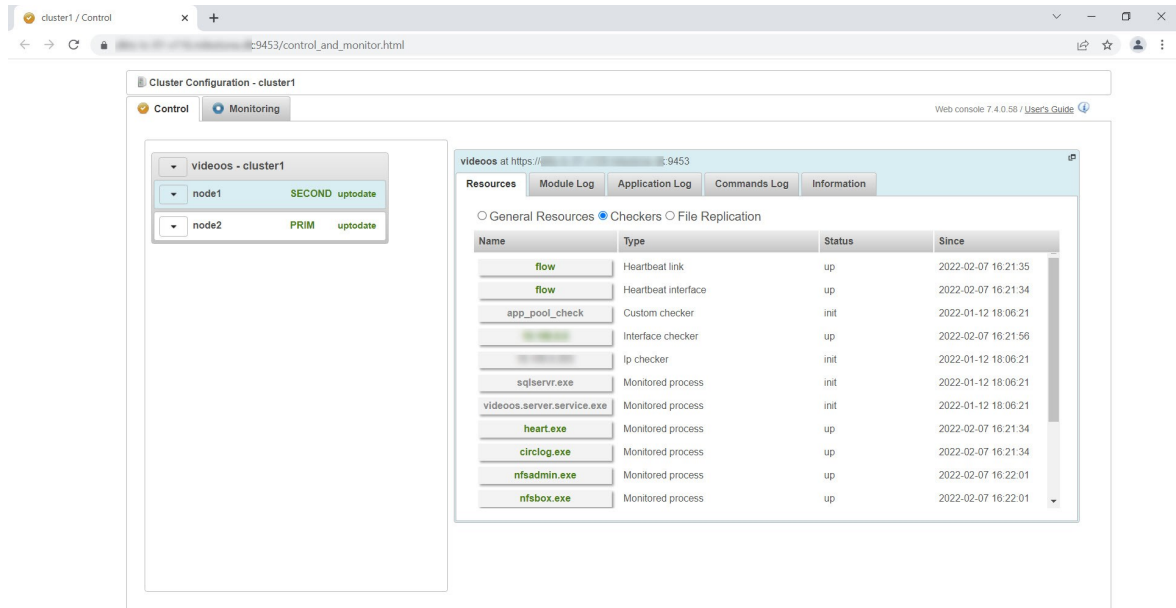 cluster1 / Control
:9453/control_and_monitor.html
Cluster Configuration - cluster1
Control
Monitoring
Web console 7.4.0.58 / User's Guide
videoos - cluster1
node1 SECOND uptodate
node2 PRIM uptodate
videoos at https:// :9453
Resources Module Log Application Log Commands Log Information
General Resources Checkers File Replication
Name Type Status Since
flow Heartbeat link up 2022-02-07 16:21:35
flow Heartbeat interface up 2022-02-07 16:21:34
app_pool_check Custom checker init 2022-01-12 18:06:21
Interface checker up 2022-02-07 16:21:56
Ip checker init 2022-01-12 18:06:21
sqlservr.exe Monitored process init 2022-01-12 18:06:21
videoos.server.service.exe Monitored process init 2022-01-12 18:06:21
heart.exe Monitored process up 2022-02-07 16:21:34
circlog.exe Monitored process up 2022-02-07 16:21:34
nfsadmin.exe Monitored process up 2022-02-07 16:22:01
nfsbox.exe Monitored process up 2022-02-07 16:22:01